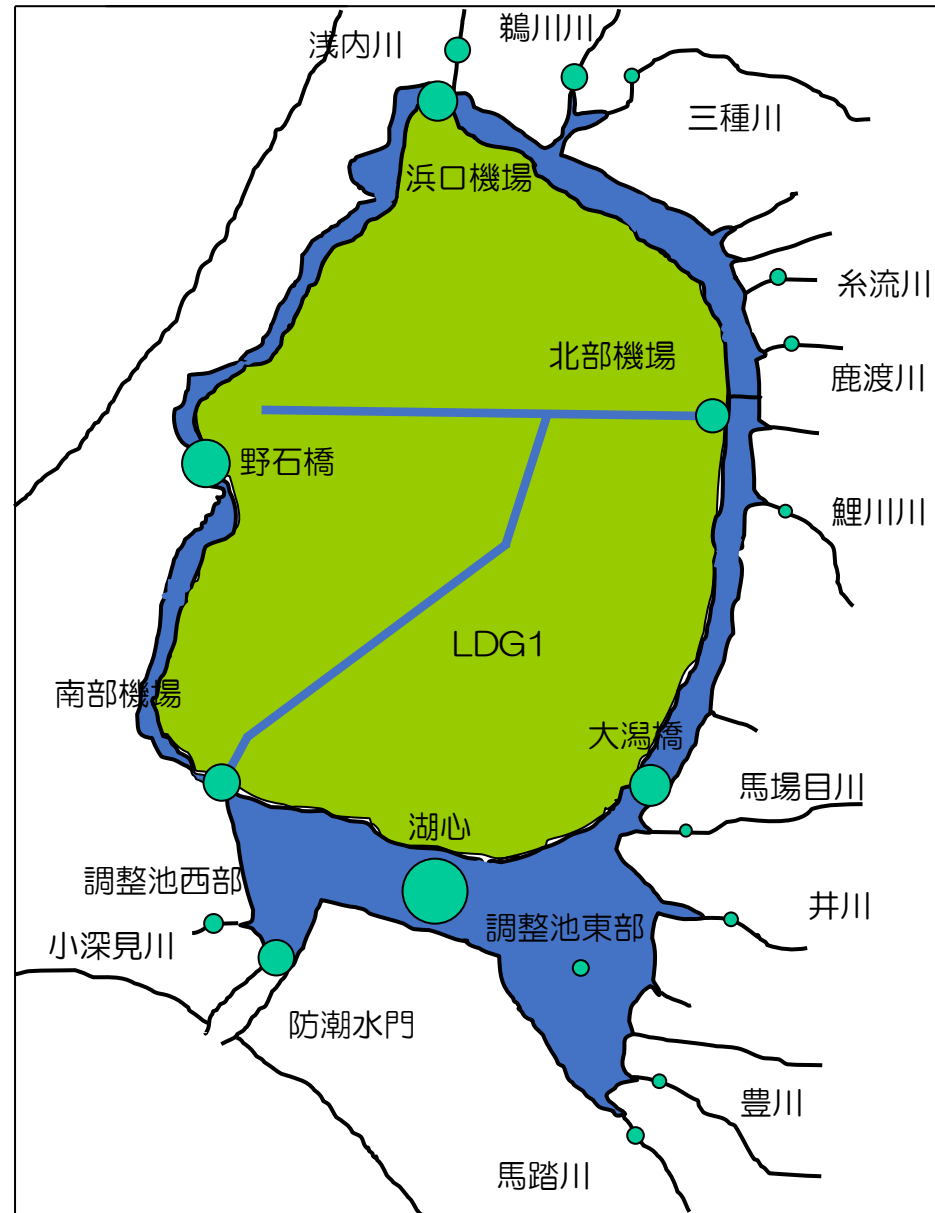 鵜川川
浅内川
三種川
浜口機場
糸流川
北部機場
鹿渡川
野石橋
鯉川川
LDG1
南部機場
大潟橋
馬場目川
湖心
調整池西部
井川
調整池東部
小深見川
防潮水門
豊川
馬踏川